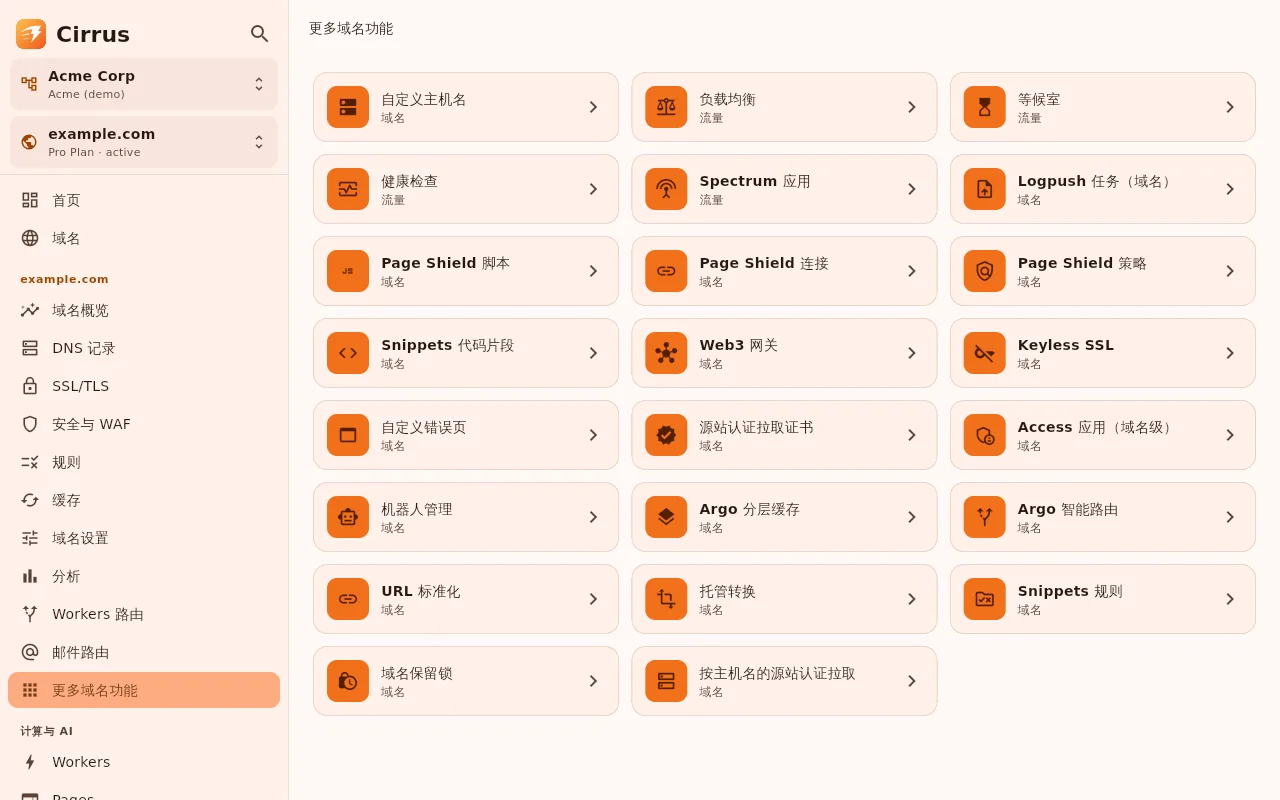 Cirrus
Acme Corp
Acme (demo)
example.com
Pro Plan · active
首页
域名
example.com
域名概览
DNS 记录
SSL/TLS
安全与 WAF
规则
缓存
域名设置
分析
Workers 路由
邮件路由
更多域名功能
计算与 AI
Workers
Pages
更多域名功能
自定义主机名
域名
负载均衡
流量
等候室
流量
健康检查
流量
Spectrum 应用
流量
Logpush 任务（域名）
域名
JS
Page Shield 脚本
域名
Page Shield 连接
域名
Page Shield 策略
域名
Snippets 代码片段
域名
Web3 网关
域名
Keyless SSL
域名
自定义错误页
域名
源站认证拉取证书
域名
Access 应用（域名级）
域名
机器人管理
域名
Argo 分层缓存
域名
Argo 智能路由
域名
URL 标准化
域名
托管转换
域名
Snippets 规则
域名
域名保留锁
域名
按主机名的源站认证拉取
域名